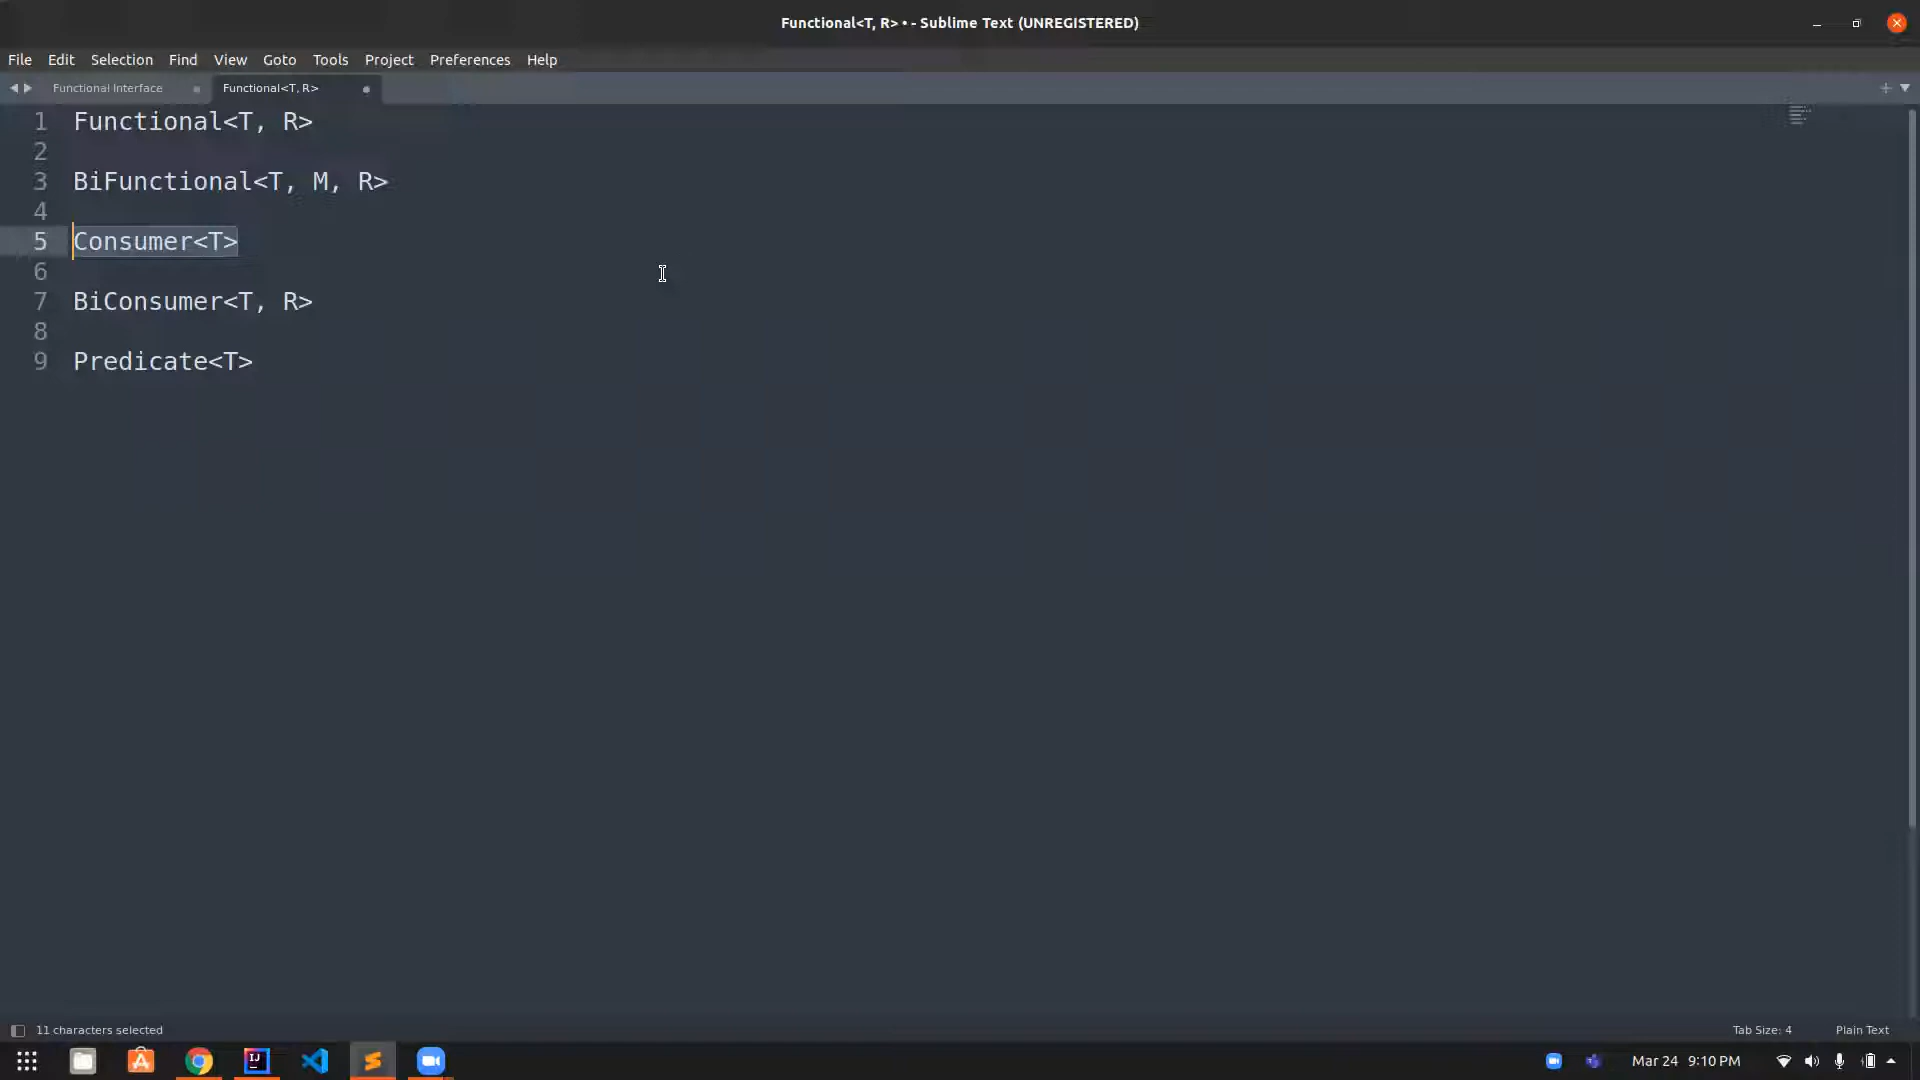 Functional<T, R> • - Sublime Text (UNREGISTERED)
File Edit Selection Find View Goto Tools Project Preferences Help
Functional Interface Functional<T, R>
1 Functional<T, R>
2
3 BiFunctional<T, M, R>
4
5 Consumer<T>
6
7 BiConsumer<T, R>
8
9 Predicate<T>
11 characters selected Tab Size: 4 Plain Text
Mar 24 9:10 PM